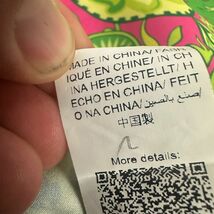 MADE IN CHINA/ FABR
IQUÉ EN CHINE/ IN CH
INA HERGESTELLT/ H
ECHO EN CHINA/ FEIT
O NA CHINA/ صنع بالصين/
中国製
More details: